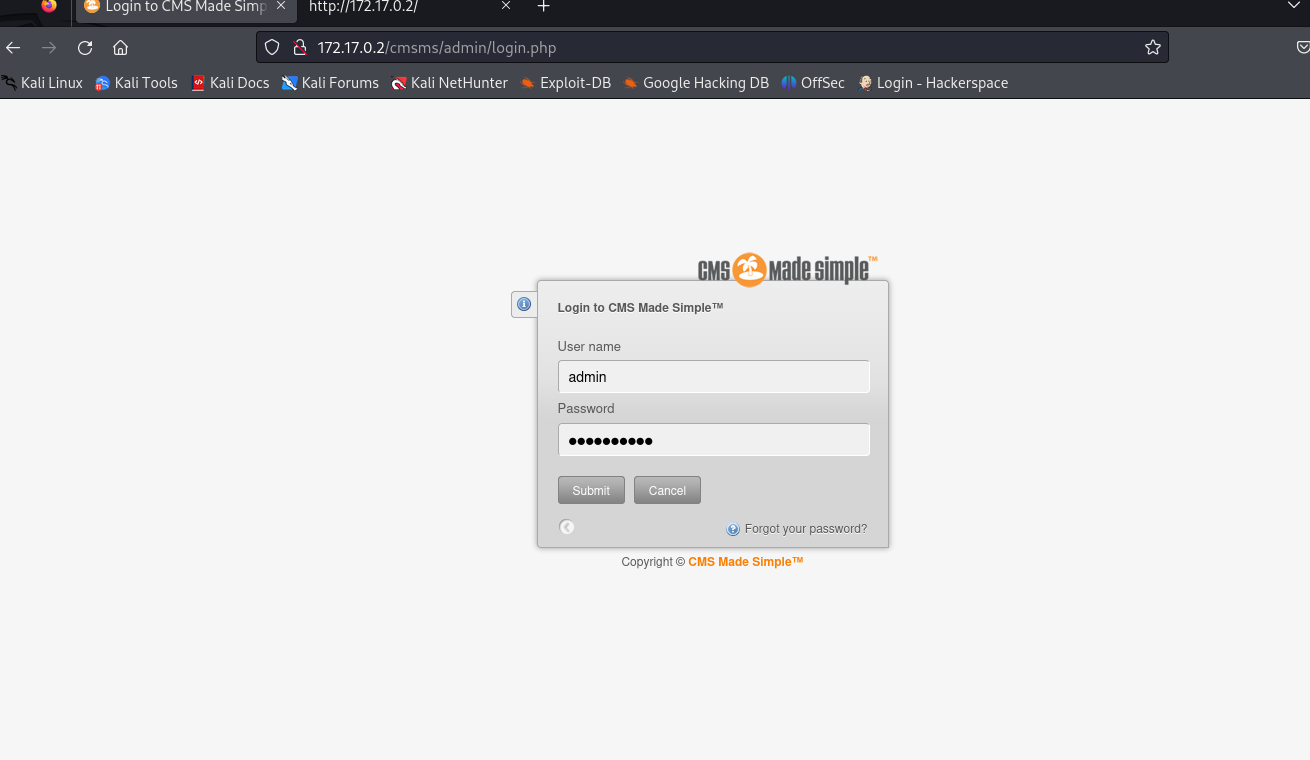 Login to CMS Made Simp
http://172.17.0.2/
172.17.0.2/cmsms/admin/login.php
Kali Linux Kali Tools Kali Docs Kali Forums Kali NetHunter Exploit-DB Google Hacking DB OffSec Login - Hackerspace
CMS made simple™
Login to CMS Made Simple™
User name
admin
Password
Submit Cancel
Forgot your password?
Copyright © CMS Made Simple™